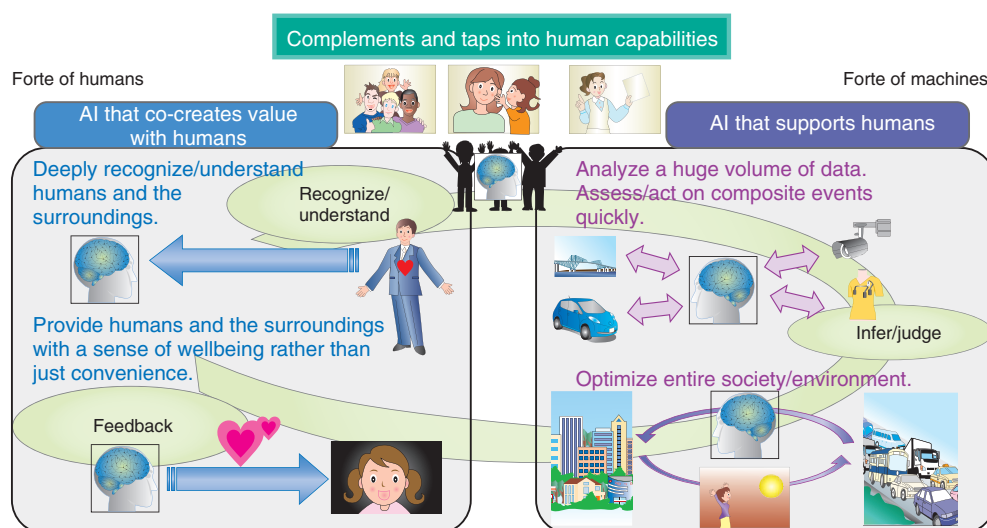 Complements and taps into human capabilities
Forte of humans
Forte of machines
AI that co-creates value
with humans
AI that supports humans
Deeply recognize/understand
humans and the
surroundings.
Recognize/
understand
Provide humans and the surroundings
with a sense of wellbeing rather than
just convenience.
Feedback
Analyze a huge volume of data.
Assess/act on composite events
quickly.
Infer/judge
Optimize entire society/environment.